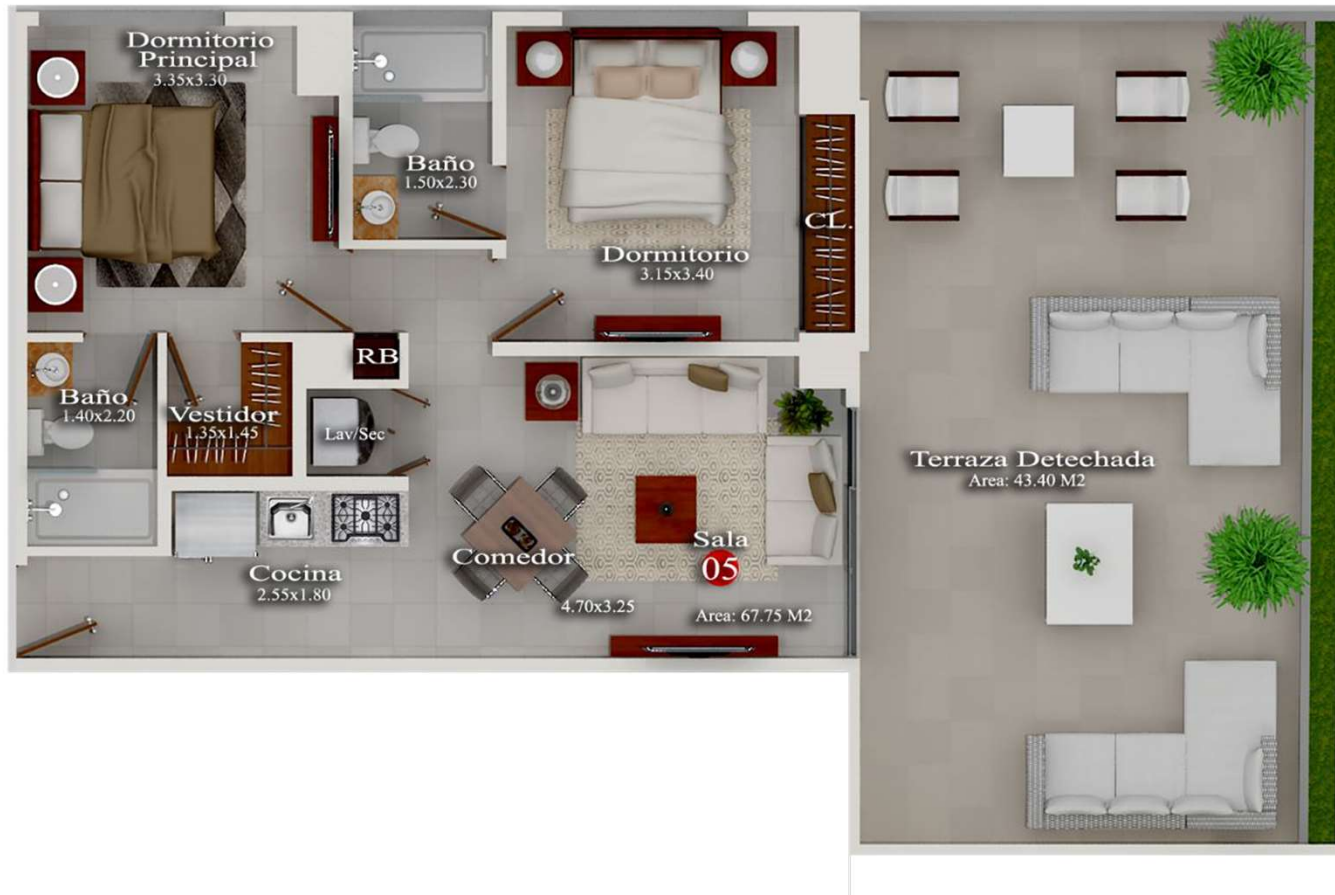 Dormitorio
Principal
3.35x3.30
Baño
1.50x2.30
CL.
Dormitorio
3.15x3.40
RB
Baño
1.40x2.20
Vestidor
1.35x1.45
Lav/Sec
Terraza Detechada
Area: 43.40 M2
Comedor
Sala
05
Cocina
2.55x1.80
4.70x3.25
Area: 67.75 M2